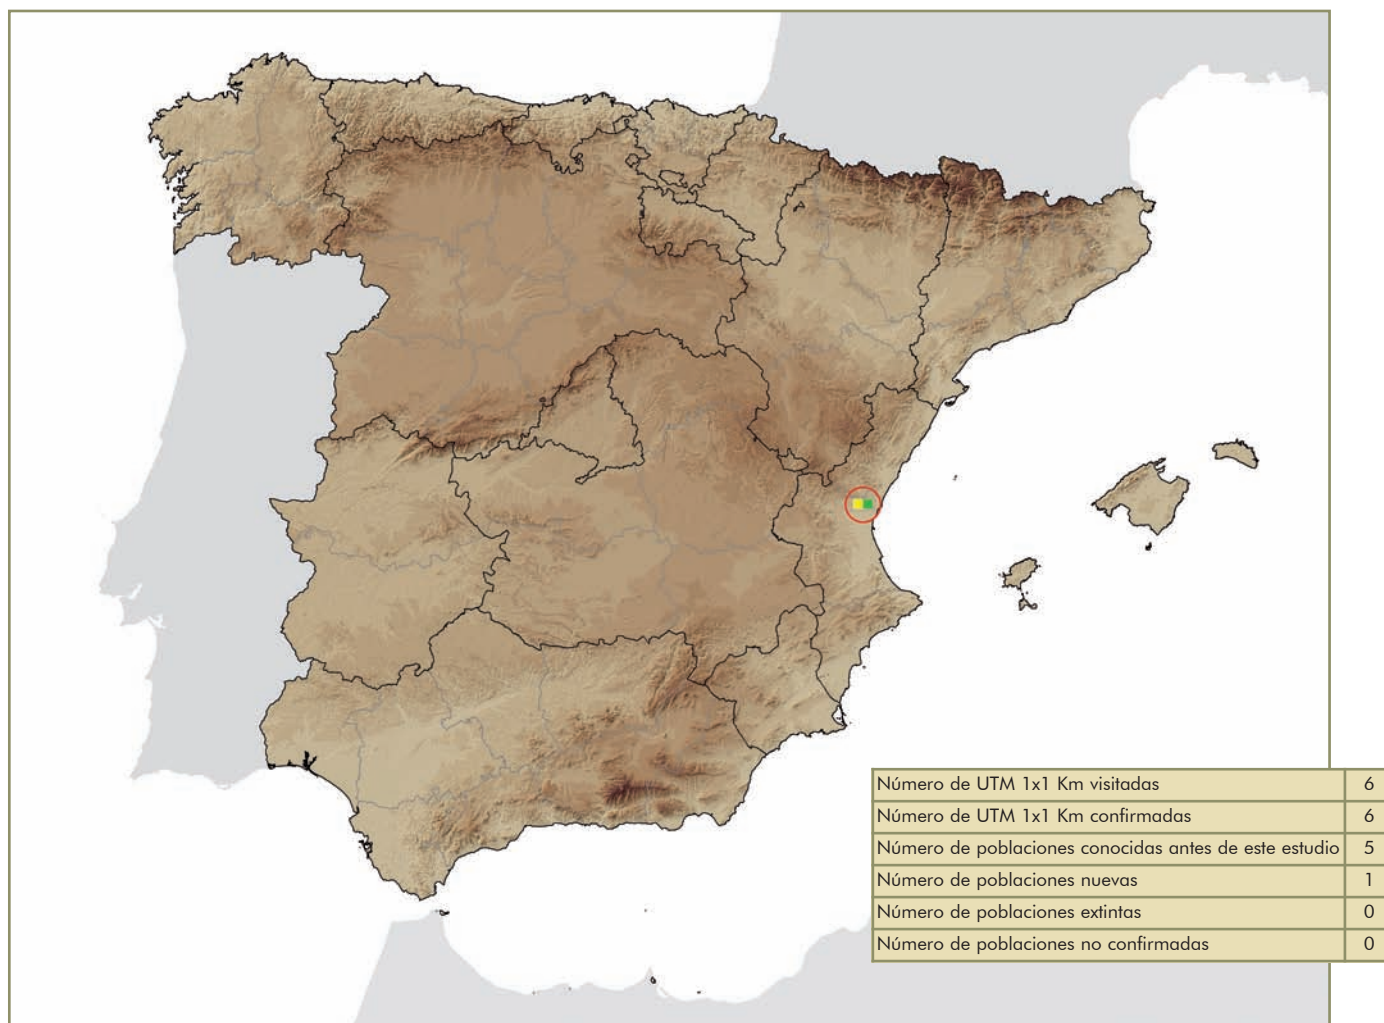 Número de UTM 1x1 Km visitadas 6
Número de UTM 1x1 Km confirmadas 6
Número de poblaciones conocidas antes de este estudio 5
Número de poblaciones nuevas 1
Número de poblaciones extintas 0
Número de poblaciones no confirmadas 0